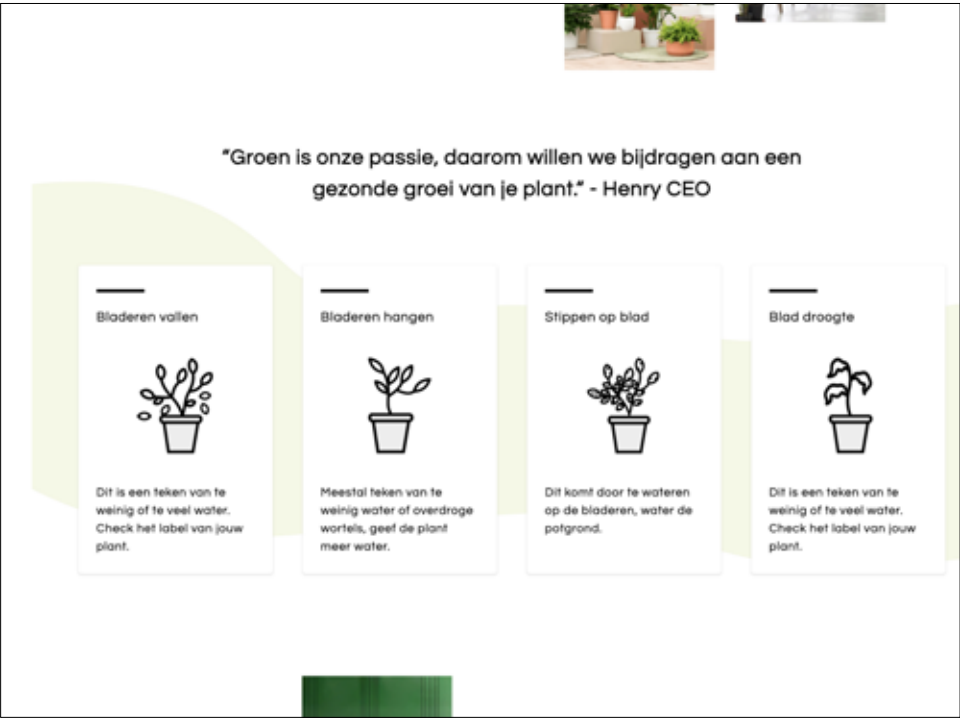 “Groen is onze passie, daarom willen we bijdragen aan een
gezonde groei van je plant.” - Henry CEO
Bladeren vallen
Dit is een teken van te
weinig of te veel water.
Check het label van jouw
plant.
Bladeren hangen
Meestal teken van te
weinig water of overdroge
wortels, geef de plant
meer water.
Stippen op blad
Dit komt door te wateren
op de bladeren, water de
potgrond.
Blad droogte
Dit is een teken van te
weinig of te veel water.
Check het label van jouw
plant.